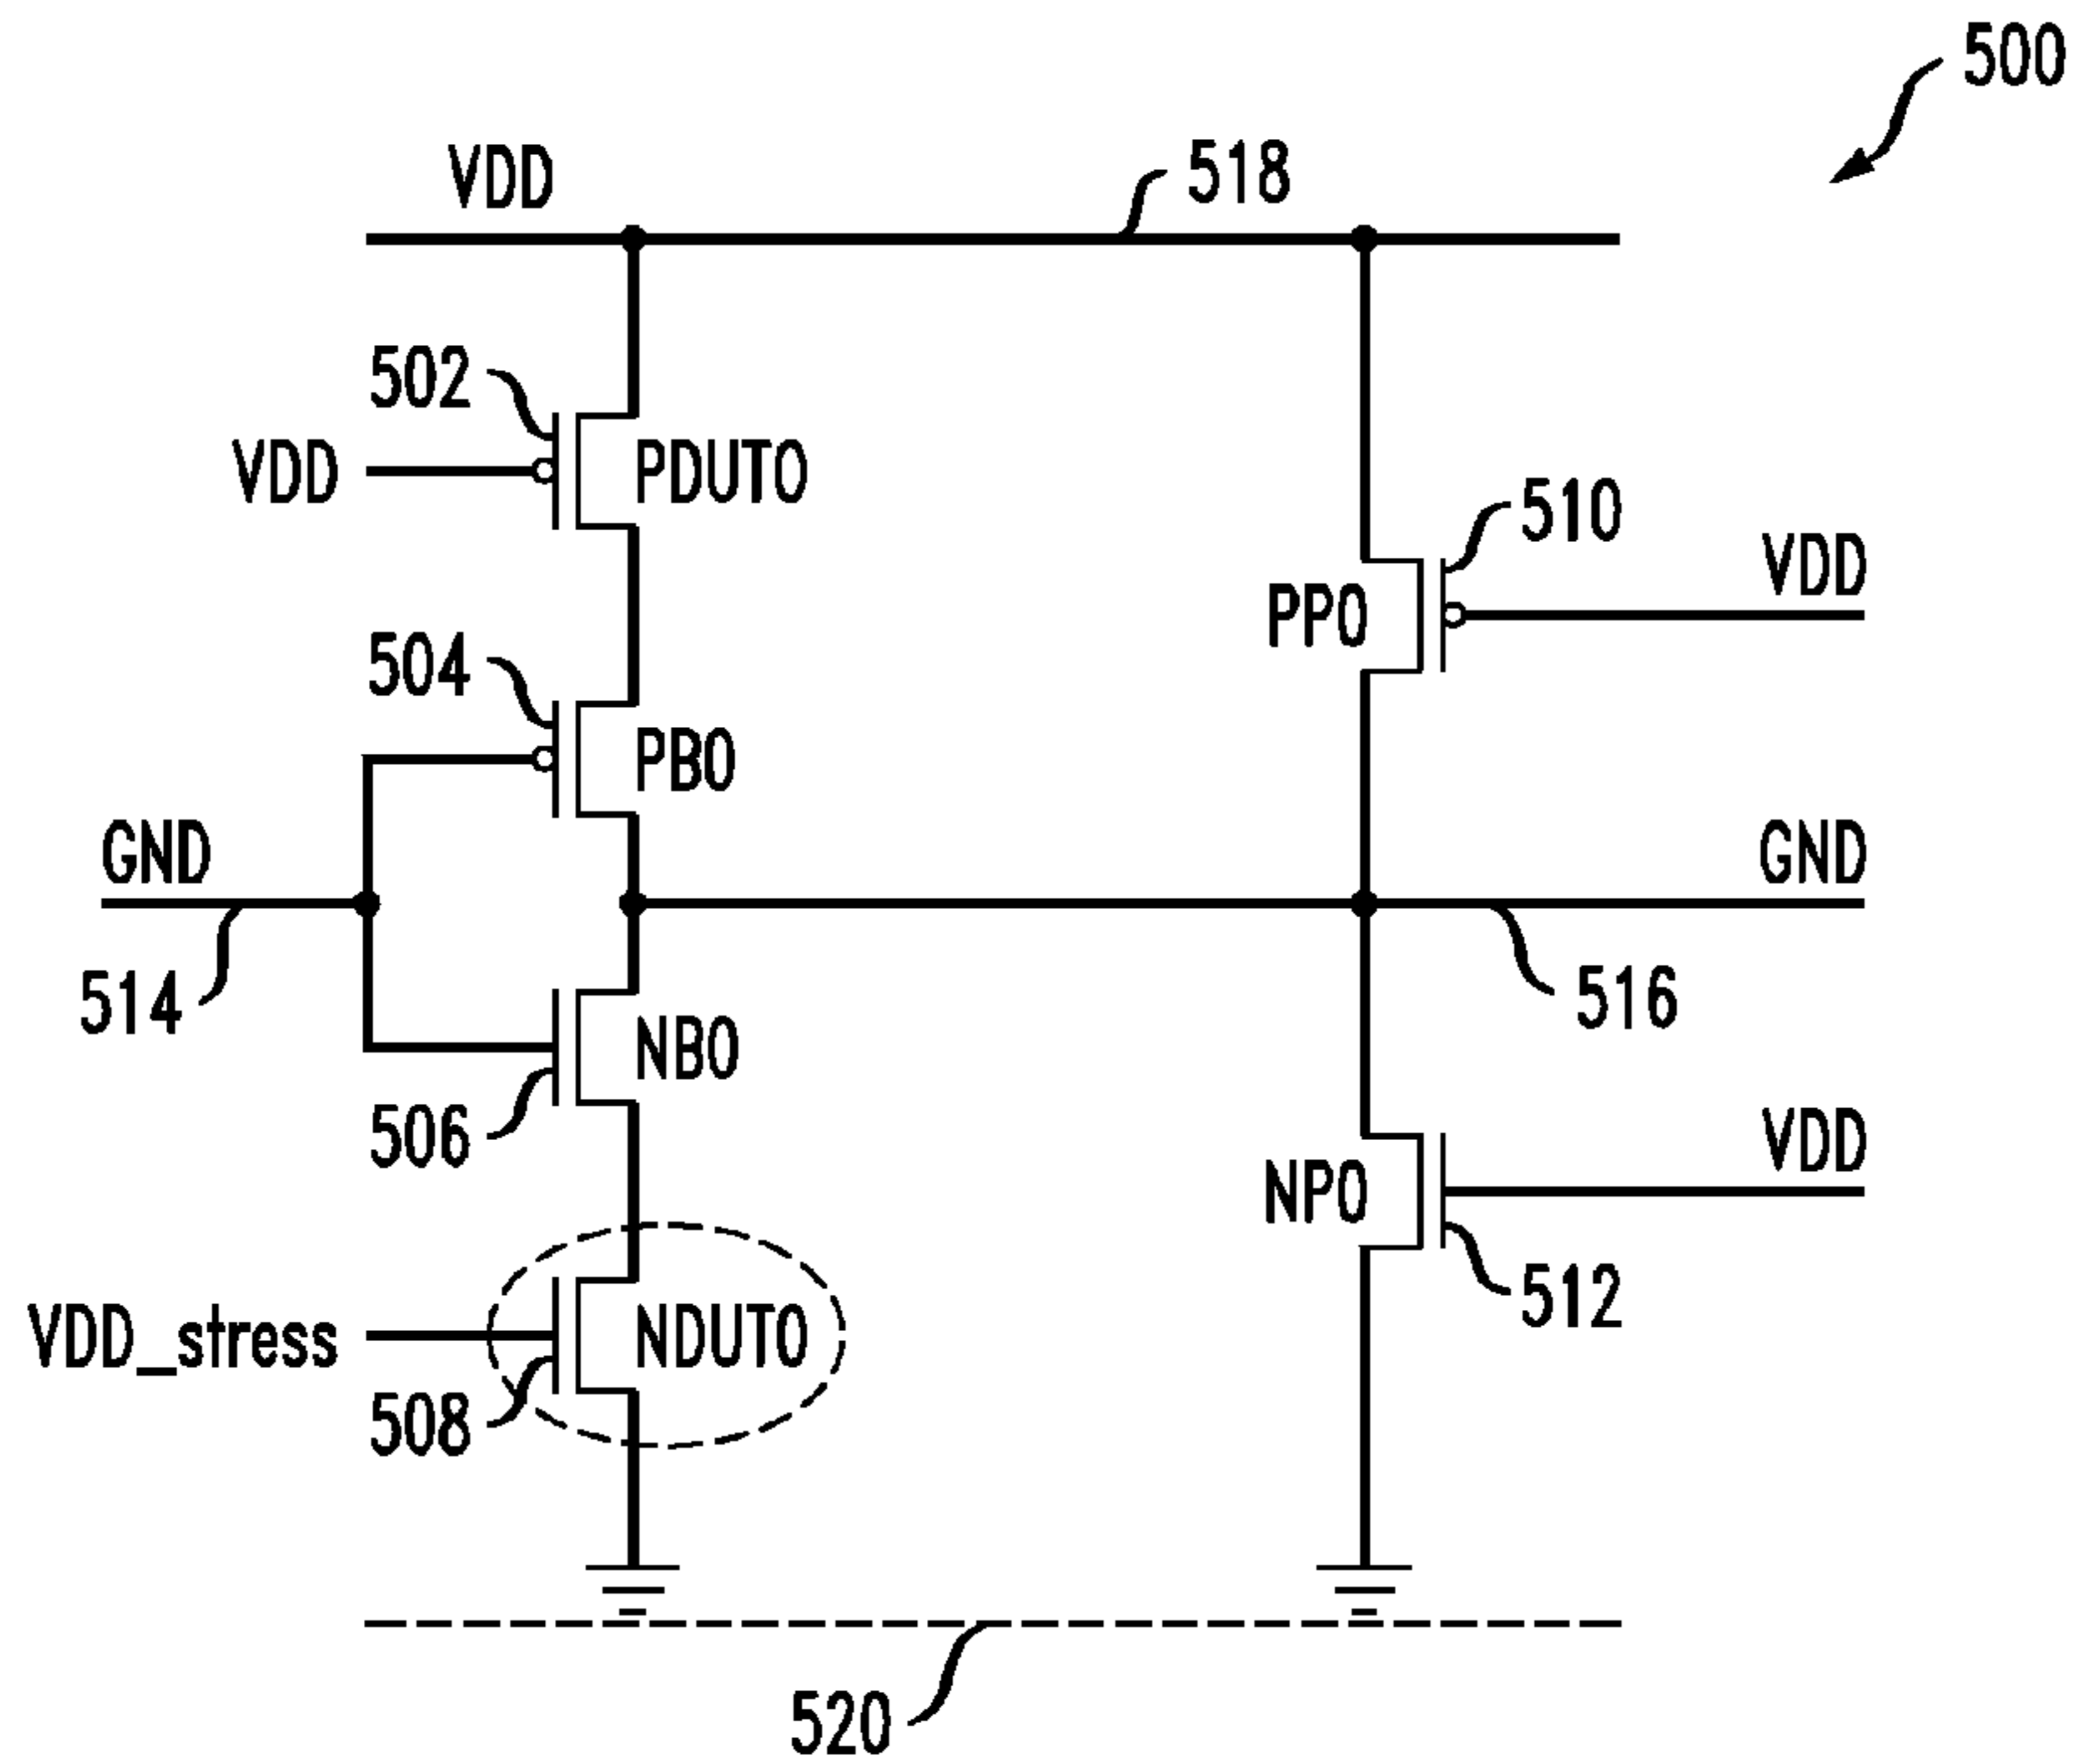 500
VDD
518
502
VDD
PDUT0
510
VDD
PP0
504
PB0
GND
GND
514
516
NB0
506
VDD
NP0
512
VDD_stress
NDUT0
508
520